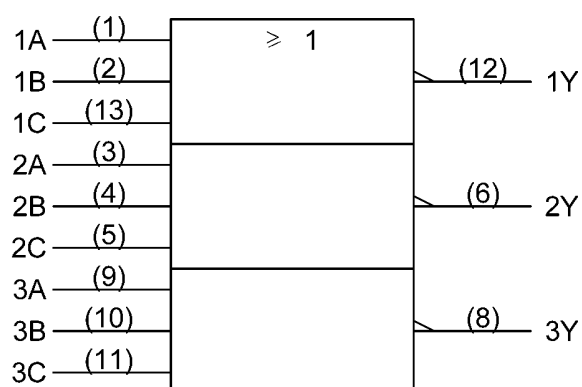 1A (1) ⩾ 1
1B (2) (12) 1Y
1C (13)
2A (3)
2B (4) (6) 2Y
2C (5)
3A (9)
3B (10) (8) 3Y
3C (11)